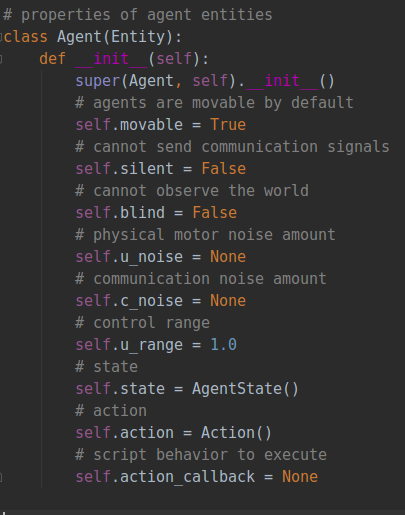 # properties of agent entities
class Agent(Entity):
    def __init__(self):
        super(Agent, self).__init__()
        # agents are movable by default
        self.movable = True
        # cannot send communication signals
        self.silent = False
        # cannot observe the world
        self.blind = False
        # physical motor noise amount
        self.u_noise = None
        # communication noise amount
        self.c_noise = None
        # control range
        self.u_range = 1.0
        # state
        self.state = AgentState()
        # action
        self.action = Action()
        # script behavior to execute
        self.action_callback = None